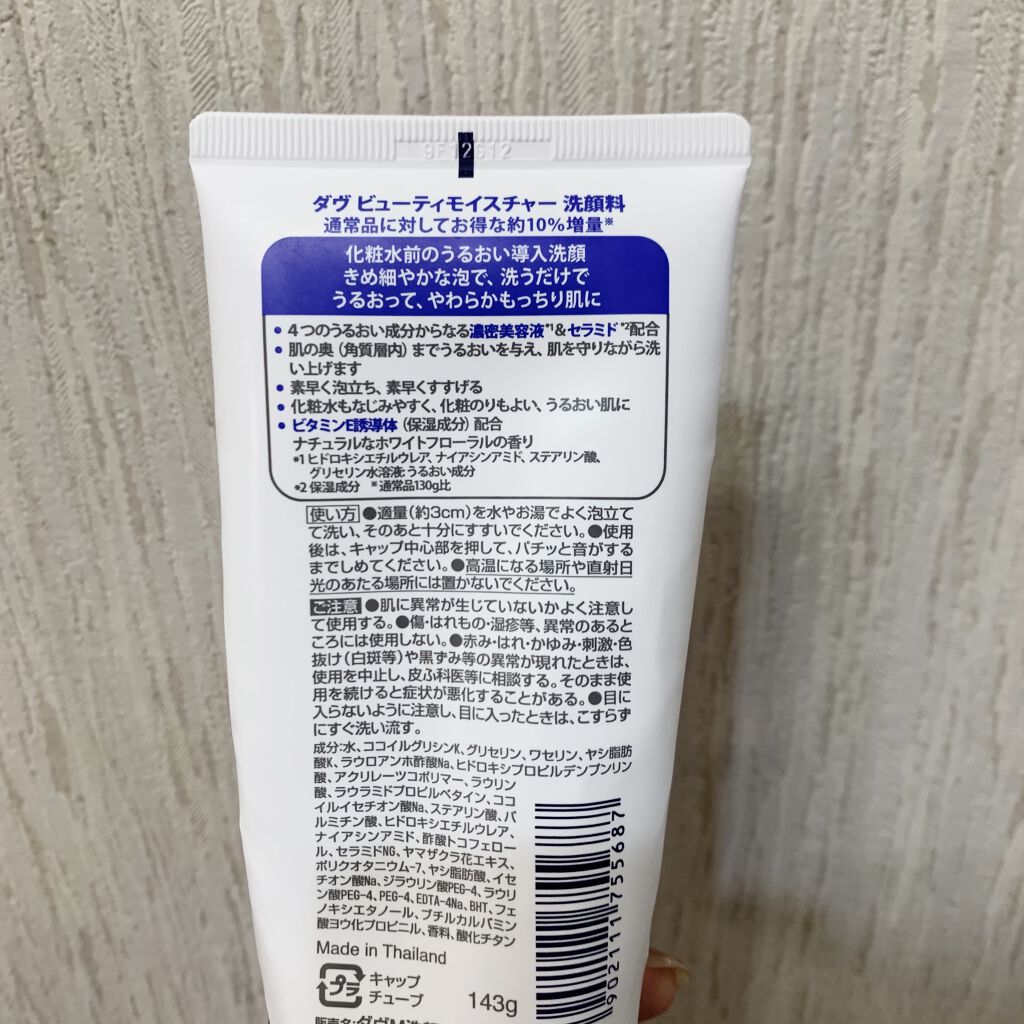 9F12G12
ダヴ ビューティモイスチャー 洗顔料
通常品に対してお得な約10%増量※
化粧水前のうるおい導入洗顔
きめ細やかな泡で、洗うだけで
うるおって、やわらかもっちり肌に
• 4つのうるおい成分からなる濃密美容液*1&セラミド*2配合
• 肌の奥（角質層内）までうるおいを与え、肌を守りながら洗
い上げます
• 素早く泡立ち、素早くすすげる
• 化粧水もなじみやすく、化粧のりもよい、うるおい肌に
• ビタミンE誘導体（保湿成分）配合
ナチュラルなホワイトフローラルの香り
*1 ヒドロキシエチルウレア、ナイアシンアミド、ステアリン酸、
グリセリン水溶液:うるおい成分
*2 保湿成分 ※通常品130g比
使い方 ●適量（約3cm）を水やお湯でよく泡立て
て洗い、そのあと十分にすすいでください。●使用
後は、キャップ中心部を押して、パチッと音がする
までしめてください。●高温になる場所や直射日
光のあたる場所には置かないでください。
ご注意 ●肌に異常が生じていないかよく注意し
て使用する。●傷・はれもの・湿疹等、異常のあると
ころには使用しない。●赤み・はれ・かゆみ・刺激・色
抜け（白斑等）や黒ずみ等の異常が現れたときは、
使用を中止し、皮ふ科医等に相談する。そのまま使
用を続けると症状が悪化することがある。●目に
入らないように注意し、目に入ったときは、こすらず
にすぐ洗い流す。
成分:水、ココイルグリシンK、グリセリン、ワセリン、ヤシ脂肪
酸K、ラウロアンホ酢酸Na、ヒドロキシプロピルデンプンリン
酸、アクリレーツコポリマー、ラウリン
酸、ラウラミドプロピルベタイン、ココ
イルイセチオン酸Na、ステアリン酸、パ
ルミチン酸、ヒドロキシエチルウレア、
ナイアシンアミド、酢酸トコフェロー
ル、セラミドNG、ヤマザクラ花エキス、
ポリクオタニウム-7、ヤシ脂肪酸、イセ
チオン酸Na、ジラウリン酸PEG-4、ラウリ
ン酸PEG-4、PEG-4、EDTA-4Na、BHT、フェ
ノキシエタノール、ブチルカルバミン
酸ヨウ化プロピニル、香料、酸化チタン
Made in Thailand
プラ
キャップ
チューブ
143g
4902111755687